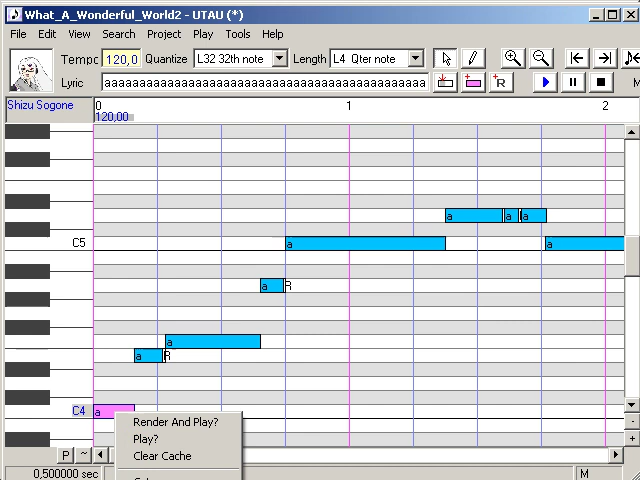 What_A_Wonderful_World2 - UTAU (*)
File Edit View Search Project Play Tools Help
Tempo 120,0 Quantize L32 32th note Length L4 Qter note
Lyric aaaaaaaaaaaaaaaaaaaaaaaaaaaaaaaaaaaaaaaaaaaaaa R
Shizu Sogone 0 1 2
120,00
a a a
C5 a a
a R
a
a R
C4 a
Render And Play?
Play?
Clear Cache
P ~
0,500000 sec M